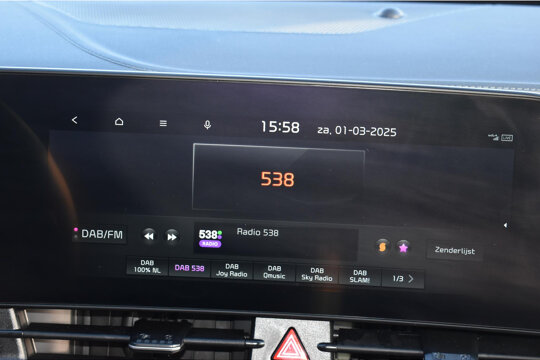 15:58 za, 01-03-2025
LIVE
538
DAB/FM
538
RADIO
Radio 538
Zenderlijst
DAB
100% NL
DAB 538
DAB
Joy Radio
DAB
Qmusic
DAB
Sky Radio
DAB
SLAM!
1/3